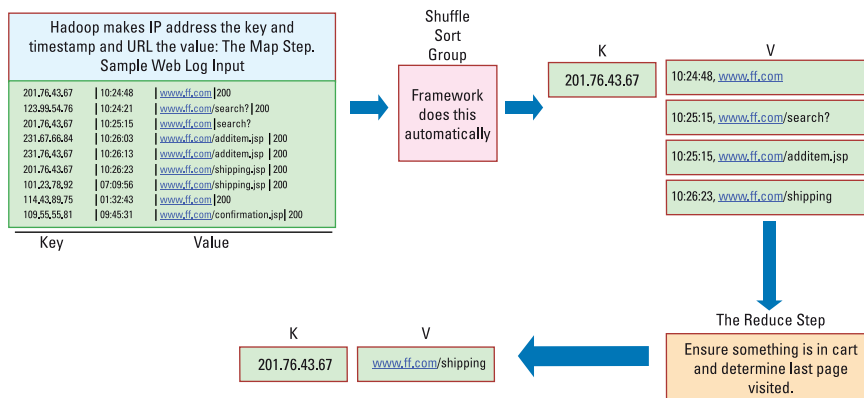 Hadoop makes IP address the key and
timestamp and URL the value: The Map Step.
Sample Web Log Input
201.76.43.67 | 10:24:48 | www.ff.com |200
123.99.54.76 | 10:24:21 | www.ff.com/search? | 200
201.76.43.67 | 10:25:15 | www.ff.com |search?
231.67.66.84 | 10:26:03 | www.ff.com/additem.jsp | 200
231.76.43.67 | 10:26:13 | www.ff.com/additem.jsp | 200
201.76.43.67 | 10:26:23 | www.ff.com/shipping.jsp | 200
101.23.78.92 | 07:09:56 | www.ff.com/shipping.jsp | 200
114.43.89.75 | 01:32:43 | www.ff.com |200
109.55.55.81 | 09:45:31 | www.ff.com/confirmation.jsp| 200
Key Value
Shuffle
Sort
Group
Framework
does this
automatically
K V
201.76.43.67
10:24:48, www.ff.com
10:25:15, www.ff.com/search?
10:25:15, www.ff.com/additem.jsp
10:26:23, www.ff.com/shipping
The Reduce Step
Ensure something is in cart
and determine last page
visited.
K V
201.76.43.67 www.ff.com/shipping